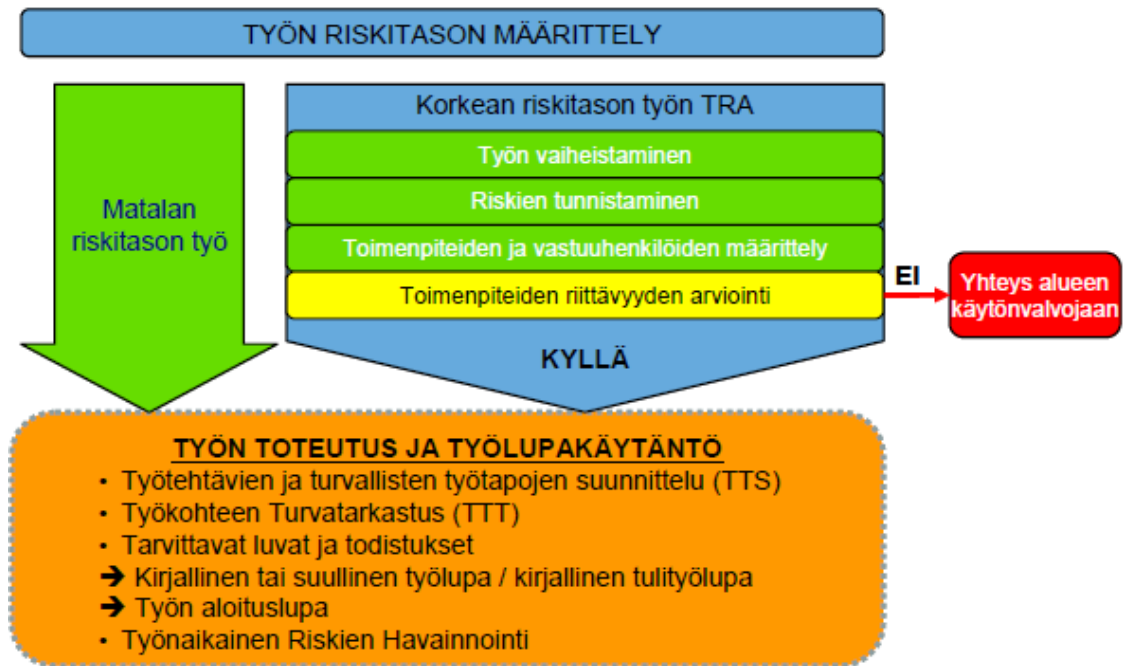 TYÖN RISKITASON MÄÄRITTELY
Matalan
riskitason työ
Korkean riskitason työn TRA
Työn vaiheistaminen
Riskien tunnistaminen
Toimenpiteiden ja vastuuhenkilöiden määrittely
Toimenpiteiden riittävyyden arviointi
EI
Yhteys alueen
käytönvalvojaan
KYLLÄ
TYÖN TOTEUTUS JA TYÖLUPAKÄYTÄNTÖ
• Työtehtävien ja turvallisten työtapojen suunnittelu (TTS)
• Työkohteen Turvatarkastus (TTT)
• Tarvittavat luvat ja todistukset
➔ Kirjallinen tai suullinen työlupa / kirjallinen tulityölupa
➔ Työn aloituslupa
• Työnaikainen Riskien Havainnointi